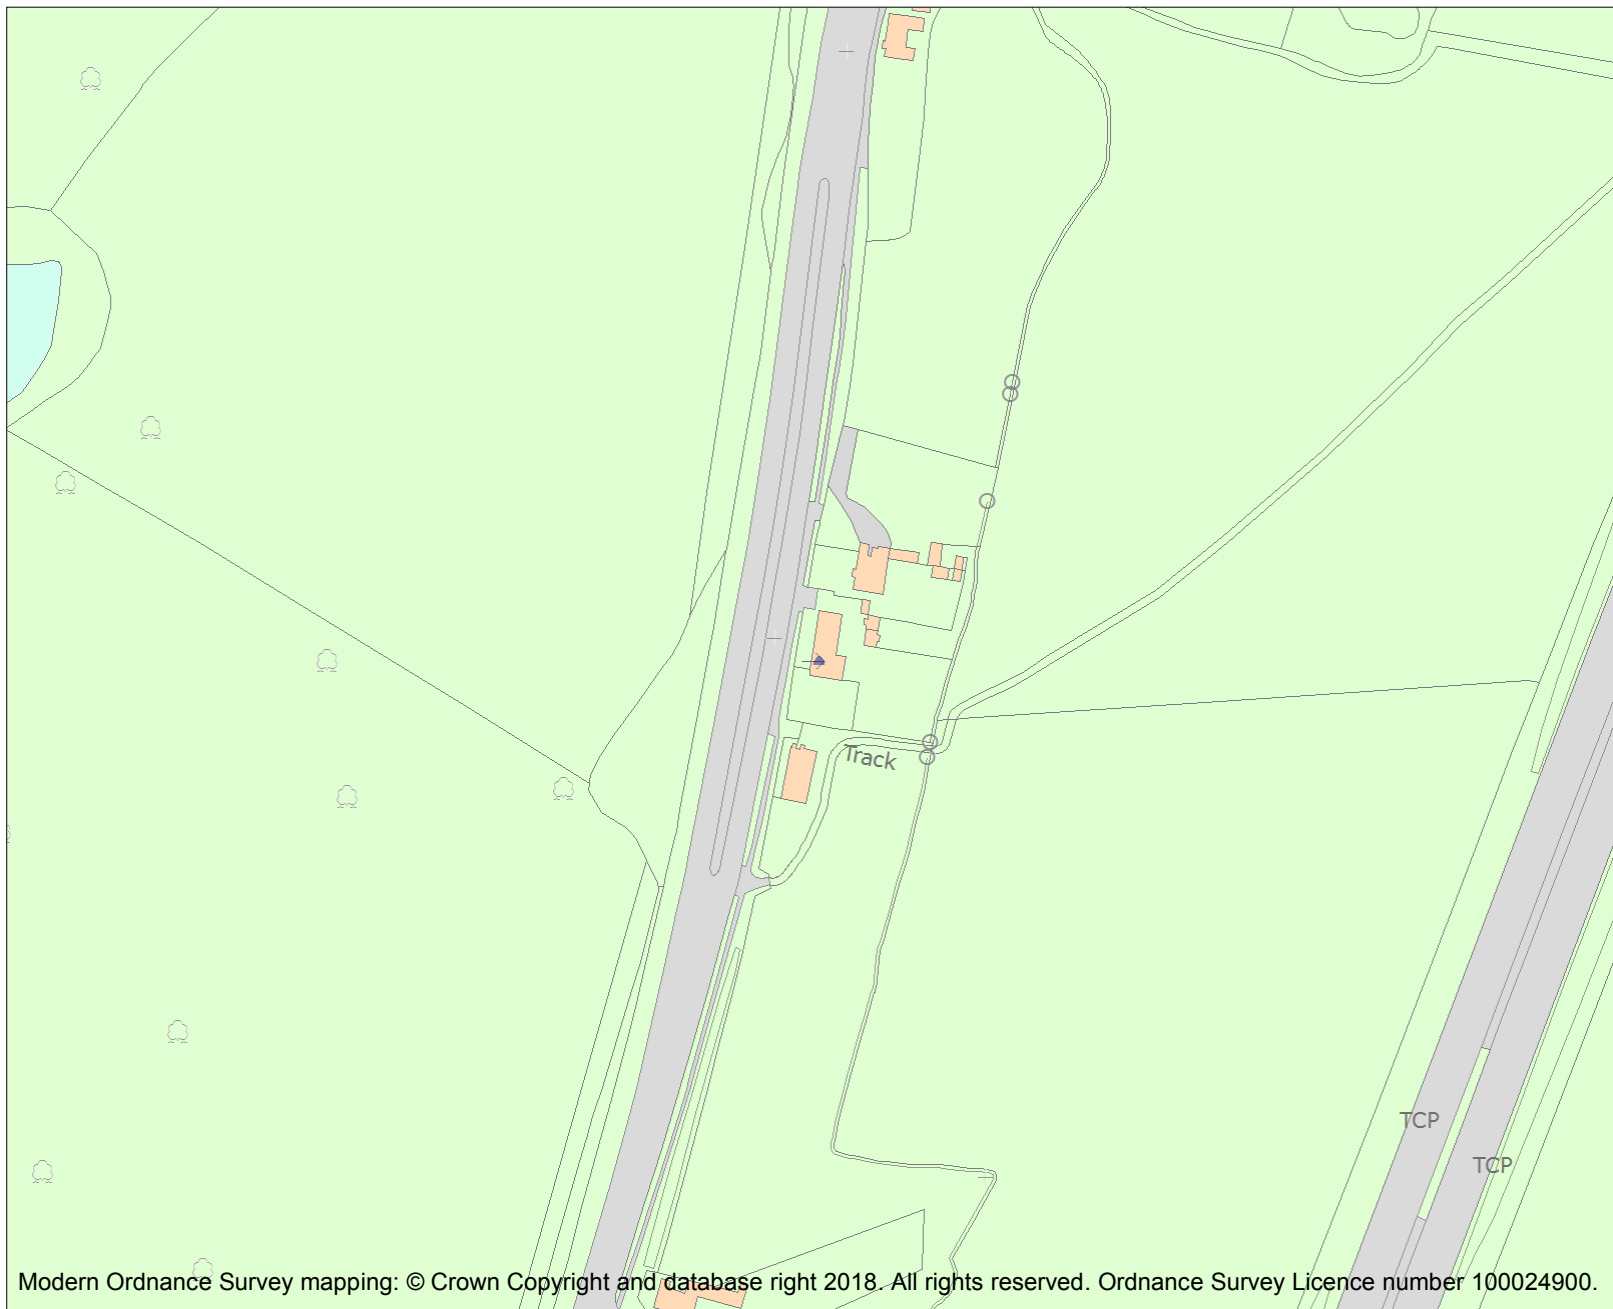 Track
TCP
TCP
Modern Ordnance Survey mapping: © Crown Copyright and database right 2018. All rights reserved. Ordnance Survey Licence number 100024900.